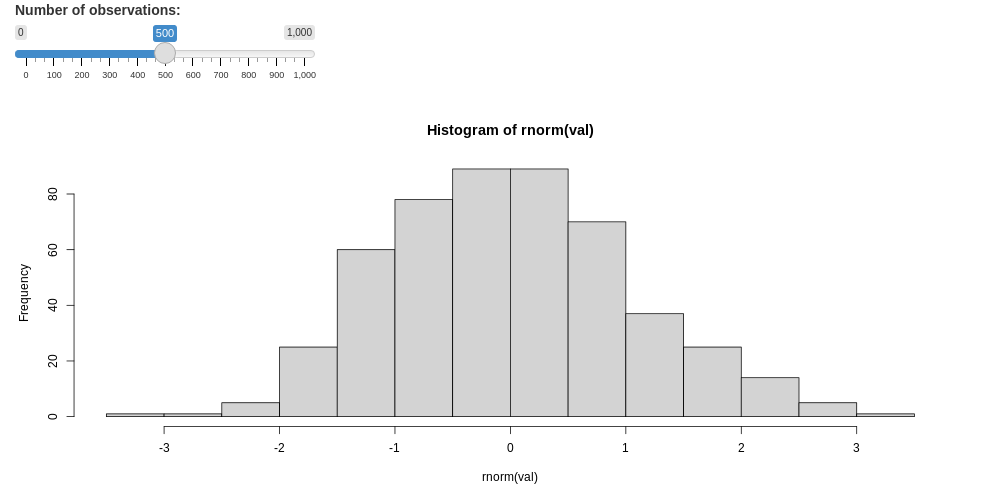 Number of observations:
0 500 1,000
0 100 200 300 400 500 600 700 800 900 1,000
Histogram of rnorm(val)
Frequency
80
60
40
20
0
-3 -2 -1 0 1 2 3
rnorm(val)